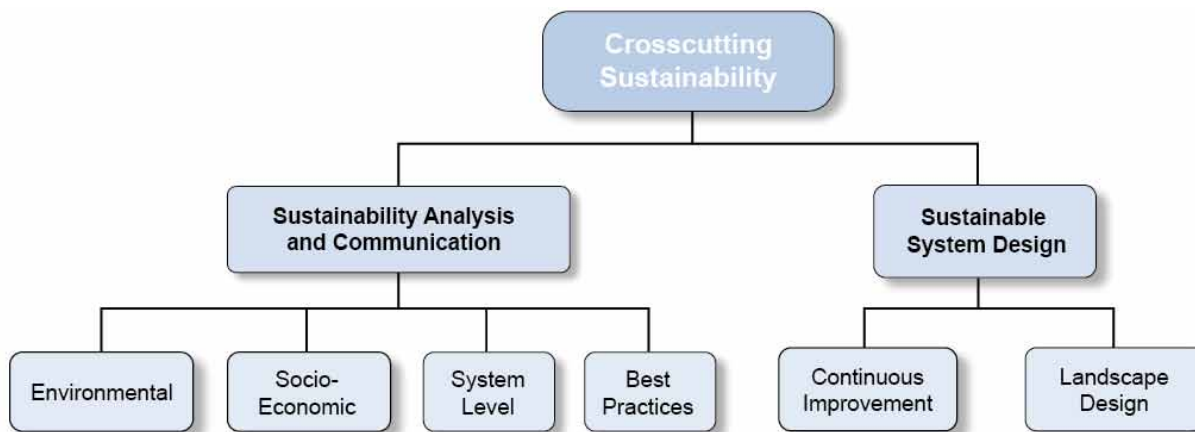 Crosscutting
Sustainability
Sustainability Analysis
and Communication
Sustainable
System Design
Environmental
Socio-
Economic
System
Level
Best
Practices
Continuous
Improvement
Landscape
Design